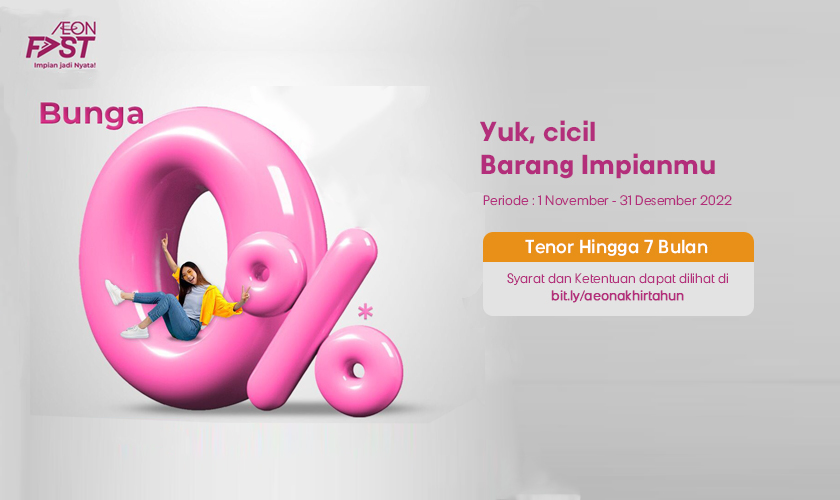 ÆON
FAST
Impian jadi Nyata!
Bunga
0%*
Yuk, cicil
Barang Impianmu
Periode : 1 November - 31 Desember 2022
Tenor Hingga 7 Bulan
Syarat dan Ketentuan dapat dilihat di
bit.ly/aeonakhirtahun